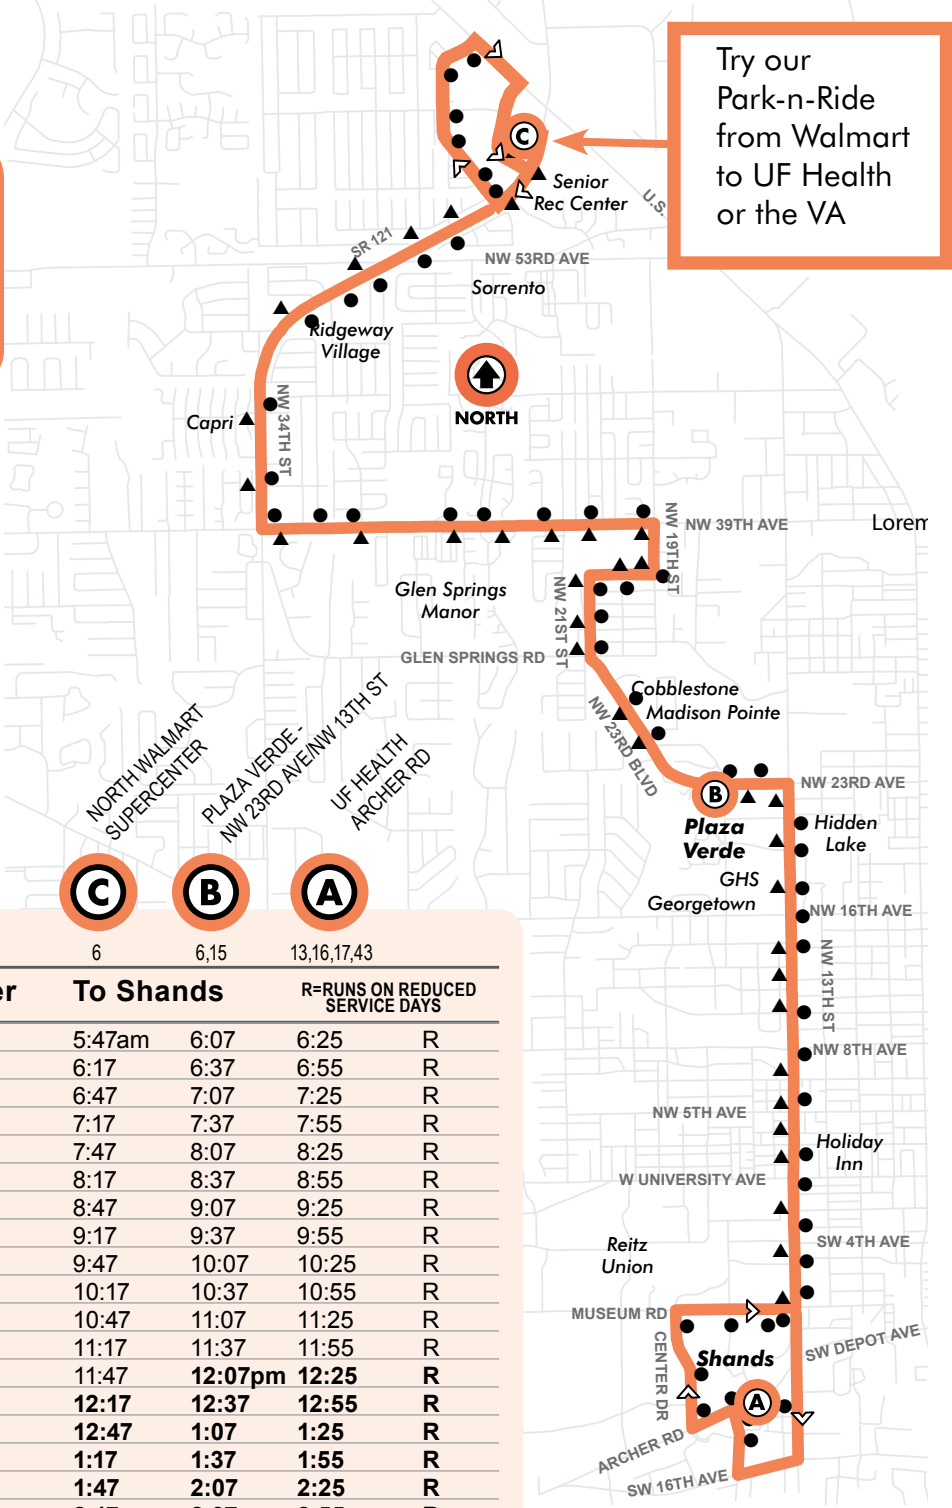 Try our
Park-n-Ride
from Walmart
to UF Health
or the VA
C
Senior
Rec Center
U.S.
SR 121
NW 53RD AVE
Sorrento
Ridgeway
Village
NORTH
Capri
NW 34TH ST
NW 19TH ST
NW 39TH AVE
Lorem
Glen Springs
Manor
NW 21ST ST
GLEN SPRINGS RD
Cobblestone
Madison Pointe
NW 23RD BLVD
B
NW 23RD AVE
Plaza
Verde
Hidden
Lake
GHS
Georgetown
NW 16TH AVE
NW 13TH ST
NW 8TH AVE
NW 5TH AVE
Holiday
Inn
W UNIVERSITY AVE
SW 4TH AVE
Reitz
Union
MUSEUM RD
SW DEPOT AVE
CENTER DR
Shands
A
ARCHER RD
SW 16TH AVE
NORTH WALMART
SUPERCENTER
PLAZA VERDE -
NW 23RD AVE/NW 13TH ST
UF HEALTH
ARCHER RD
C B A
6 6,15 13,16,17,43
er To Shands R=RUNS ON REDUCED
SERVICE DAYS
5:47am 6:07 6:25 R
6:17 6:37 6:55 R
6:47 7:07 7:25 R
7:17 7:37 7:55 R
7:47 8:07 8:25 R
8:17 8:37 8:55 R
8:47 9:07 9:25 R
9:17 9:37 9:55 R
9:47 10:07 10:25 R
10:17 10:37 10:55 R
10:47 11:07 11:25 R
11:17 11:37 11:55 R
11:47 12:07pm 12:25 R
12:17 12:37 12:55 R
12:47 1:07 1:25 R
1:17 1:37 1:55 R
1:47 2:07 2:25 R